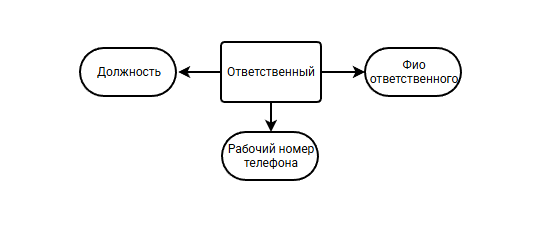 Должность
Ответственный
Фио
ответственного
Рабочий номер
телефона